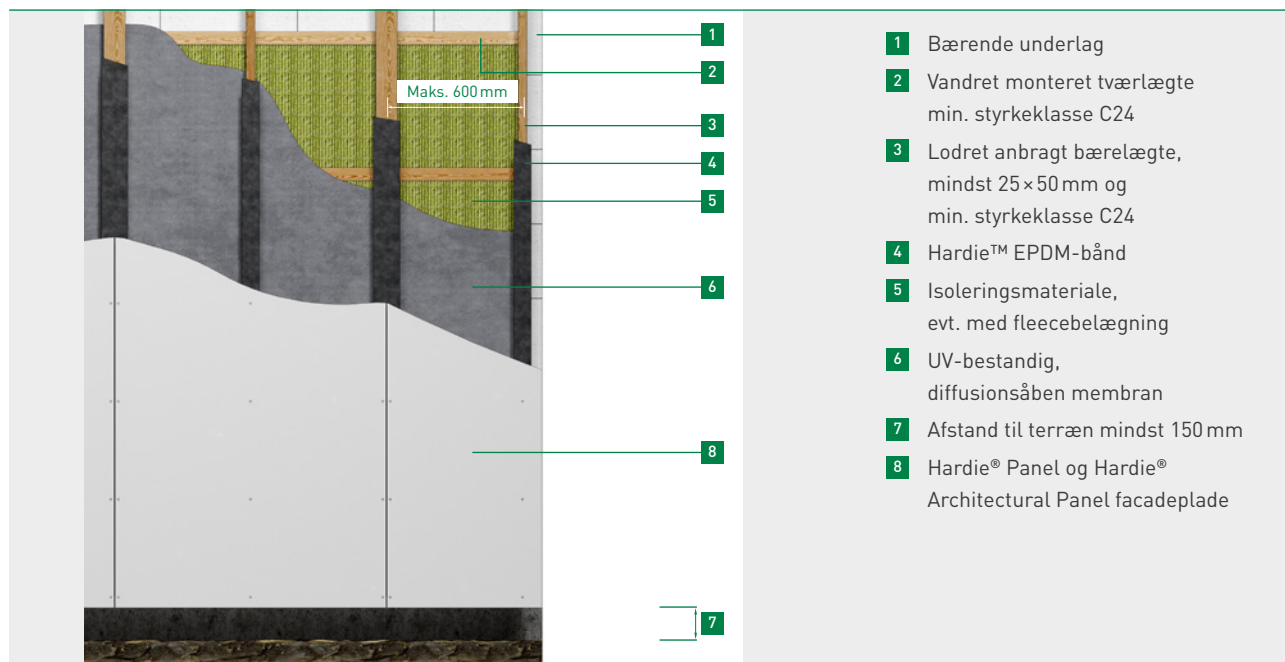 Maks. 600 mm
1
2
3
4
5
6
8
7
1 Bærende underlag
2 Vandret monteret tværlægte
min. styrkeklasse C24
3 Lodret anbragt bærelægte,
mindst 25 × 50 mm og
min. styrkeklasse C24
4 Hardie™ EPDM-bånd
5 Isoleringsmateriale,
evt. med fleecebelægning
6 UV-bestandig,
diffusionsåben membran
7 Afstand til terræn mindst 150 mm
8 Hardie® Panel og Hardie®
Architectural Panel facadeplade